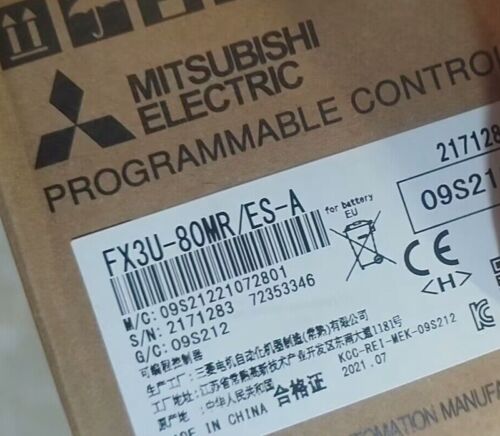 MITSUBISHI
ELECTRIC
PROGRAMMABLE CONTROL
217128
FX3U-80MR/ES-A
for battery
EU
09S21
M/C: 09S21221072801
S/N: 2171283 72353346
G/C: 09S212
<H>
可编程控制器
生产工厂: 三菱电机自动化机器制造(常熟)有限公司
工厂地址: 江苏省常熟高新技术产业开发区东南大道1181号
原产地: 中华人民共和国 合格证
KCC-REI-MEK-09S212
2021.07
MADE IN CHINA
MATION MANUFA